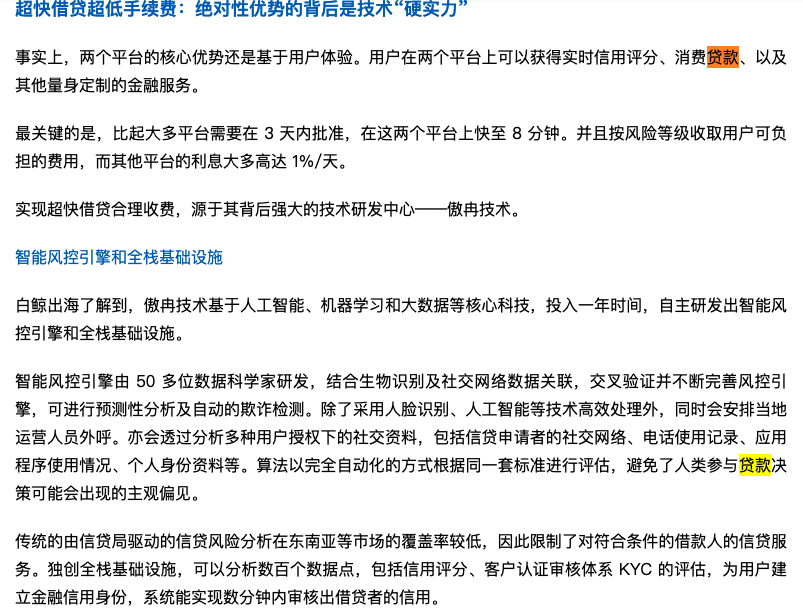 超快借贷超低手续费：绝对性优势的背后是技术“硬实力”
事实上，两个平台的核心优势还是基于用户体验。用户在两个平台上可以获得实时信用评分、消费贷款、以及
其他量身定制的金融服务。
最关键的是，比起大多平台需要在 3 天内批准，在这两个平台上快至 8 分钟。并且按风险等级收取用户可负
担的费用，而其他平台的利息大多高达 1%/天。
实现超快借贷合理收费，源于其背后强大的技术研发中心——傲冉技术。
智能风控引擎和全栈基础设施
白鲸出海了解到，傲冉技术基于人工智能、机器学习和大数据等核心科技，投入一年时间，自主研发出智能风
控引擎和全栈基础设施。
智能风控引擎由 50 多位数据科学家研发，结合生物识别及社交网络数据关联，交叉验证并不断完善风控引
擎，可进行预测性分析及自动的欺诈检测。除了采用人脸识别、人工智能等技术高效处理外，同时会安排当地
运营人员外呼。亦会透过分析多种用户授权下的社交资料，包括信贷申请者的社交网络、电话使用记录、应用
程序使用情况、个人身份资料等。算法以完全自动化的方式根据同一套标准进行评估，避免了人类参与贷款决
策可能会出现的主观偏见。
传统的由信贷局驱动的信贷风险分析在东南亚等市场的覆盖率较低，因此限制了对符合条件的借款人的信贷服
务。独创全栈基础设施，可以分析数百个数据点，包括信用评分、客户认证审核体系 KYC 的评估，为用户建
立金融信用身份，系统能实现数分钟内审核出借贷者的信用。